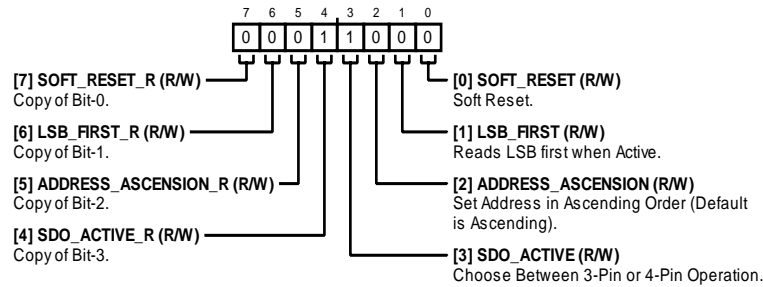 7 6 5 4 3 2 1 0
0 0 0 1 1 0 0 0
[7] SOFT_RESET_R (R/W)
Copy of Bit-0.
[6] LSB_FIRST_R (R/W)
Copy of Bit-1.
[5] ADDRESS_ASCENSION_R (R/W)
Copy of Bit-2.
[4] SDO_ACTIVE_R (R/W)
Copy of Bit-3.
[0] SOFT_RESET (R/W)
Soft Reset.
[1] LSB_FIRST (R/W)
Reads LSB first when Active.
[2] ADDRESS_ASCENSION (R/W)
Set Address in Ascending Order (Default
is Ascending).
[3] SDO_ACTIVE (R/W)
Choose Between 3-Pin or 4-Pin Operation.